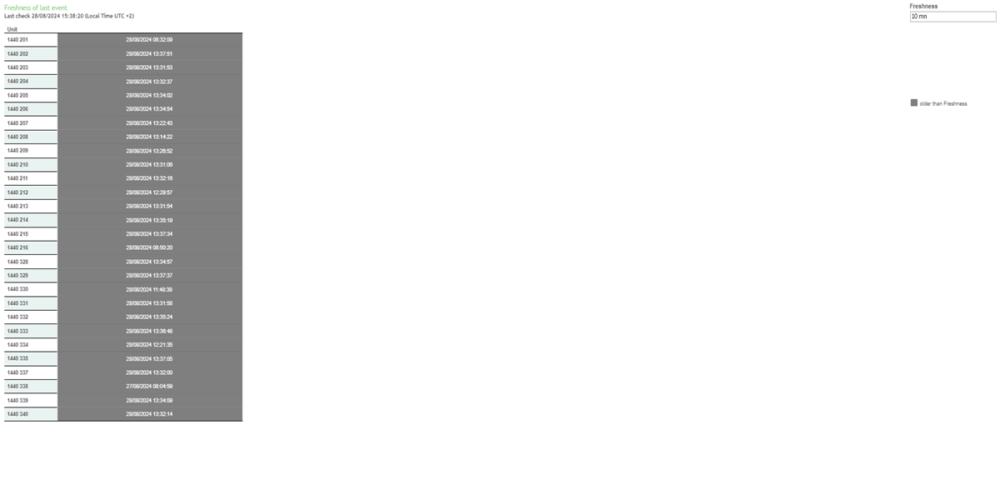 Freshness of last event
Last check 28/08/2024 15:38:20 (Local Time UTC +2)
Freshness
10 mn
Unit
1440 201 28/08/2024 08:32:09
1440 202 28/08/2024 13:37:51
1440 203 28/08/2024 13:31:53
1440 204 28/08/2024 13:32:37
1440 205 28/08/2024 13:34:02
1440 206 28/08/2024 13:34:54
1440 207 28/08/2024 13:22:43
1440 208 28/08/2024 13:14:22
1440 209 28/08/2024 13:26:52
1440 210 28/08/2024 13:31:06
1440 211 28/08/2024 13:32:16
1440 212 28/08/2024 12:29:57
1440 213 28/08/2024 13:31:54
1440 214 28/08/2024 13:35:19
1440 215 28/08/2024 13:37:34
1440 216 28/08/2024 08:50:20
1440 328 28/08/2024 13:34:57
1440 329 28/08/2024 13:37:37
1440 330 28/08/2024 11:48:39
1440 331 28/08/2024 13:31:58
1440 332 28/08/2024 13:35:24
1440 333 28/08/2024 13:36:48
1440 334 28/08/2024 12:21:35
1440 335 28/08/2024 13:37:05
1440 337 28/08/2024 13:32:00
1440 338 27/08/2024 08:04:59
1440 339 28/08/2024 13:34:09
1440 340 28/08/2024 13:32:14
older than Freshness